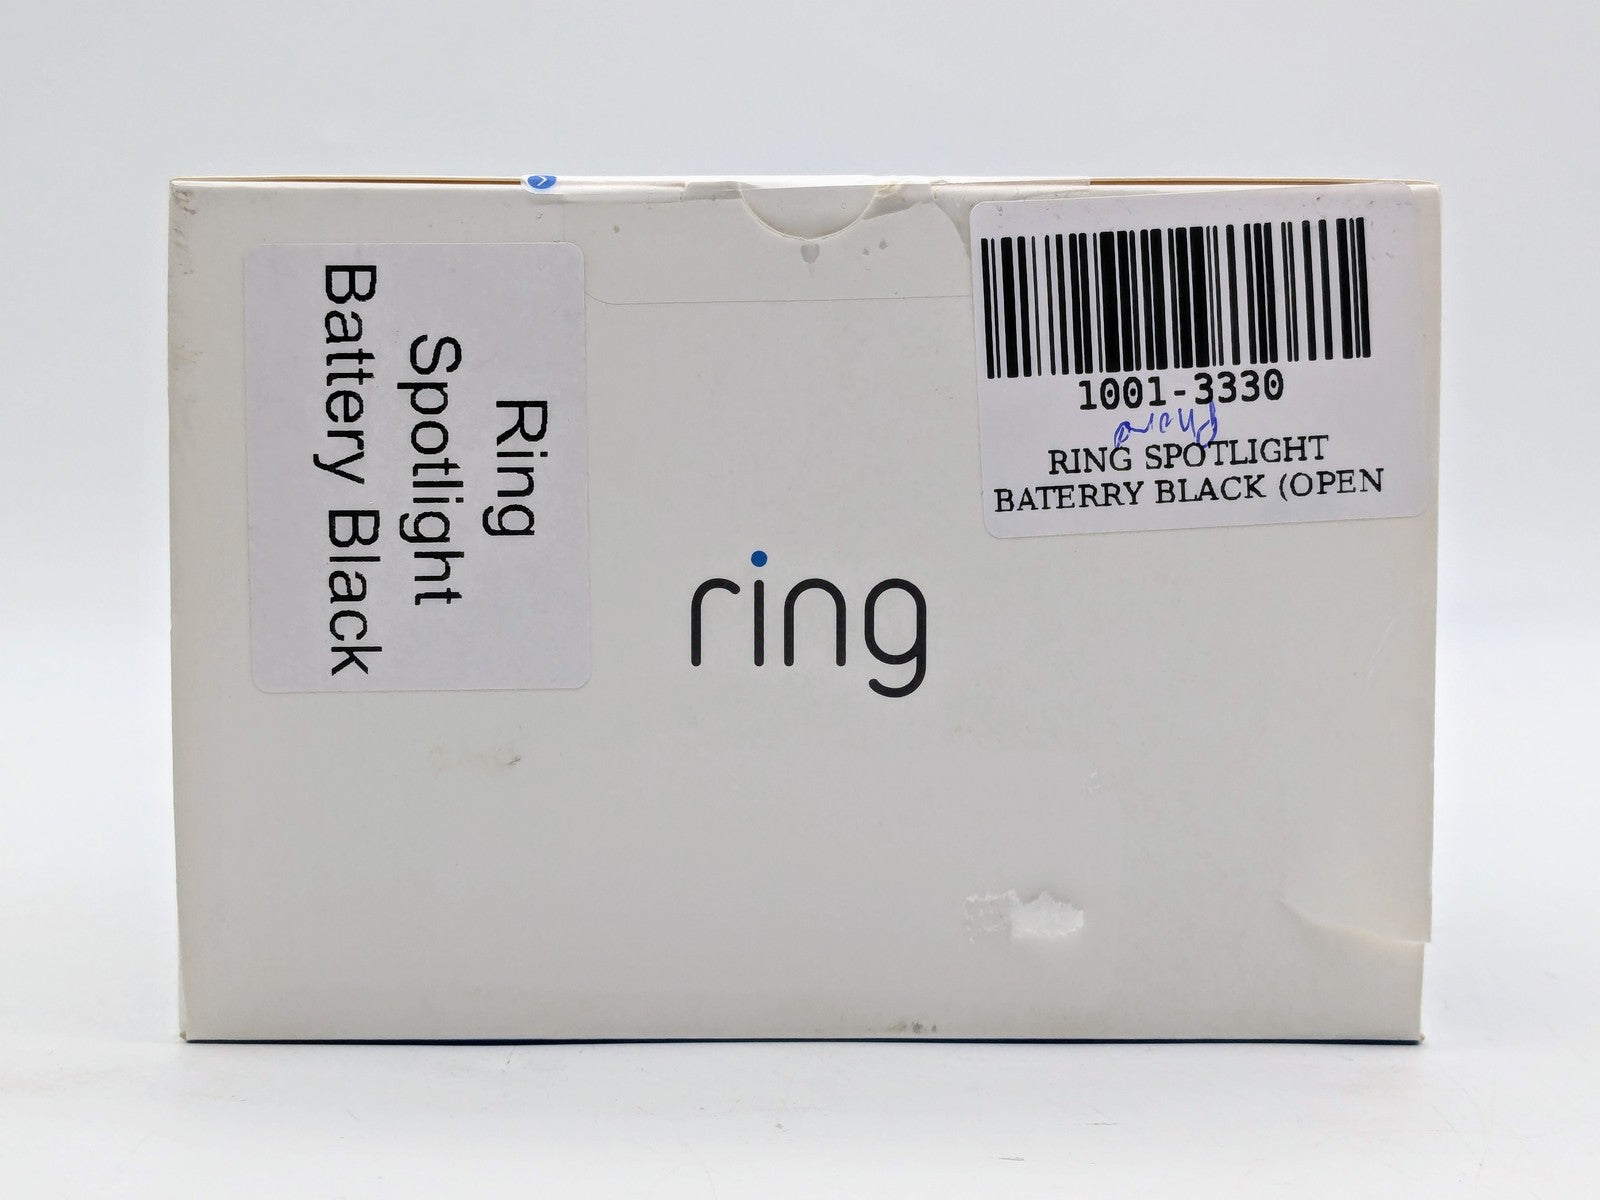 Ring
Spotlight
Battery Black
1001-3330
RING SPOTLIGHT
BATERRY BLACK (OPEN
ring